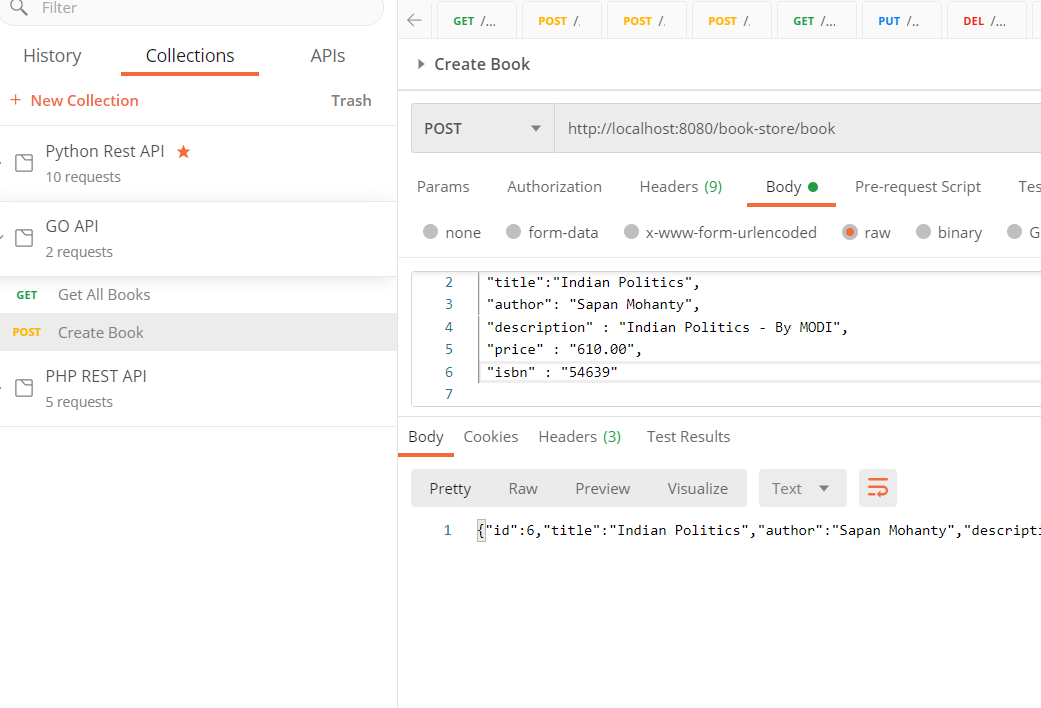 Filter
History Collections APIs
+ New Collection Trash
Python Rest API
10 requests
GO API
2 requests
GET Get All Books
POST Create Book
PHP REST API
5 requests
GET /... POST /. POST /. POST /. GET /... PUT /.. DEL /...
Create Book
POST http://localhost:8080/book-store/book
Params Authorization Headers (9) Body Pre-request Script Tes
none form-data x-www-form-urlencoded raw binary G
2 "title":"Indian Politics",
3 "author": "Sapan Mohanty",
4 "description" : "Indian Politics - By MODI",
5 "price" : "610.00",
6 "isbn" : "54639"
7
Body Cookies Headers (3) Test Results
Pretty Raw Preview Visualize Text
1 {"id":6,"title":"Indian Politics","author":"Sapan Mohanty","descripti